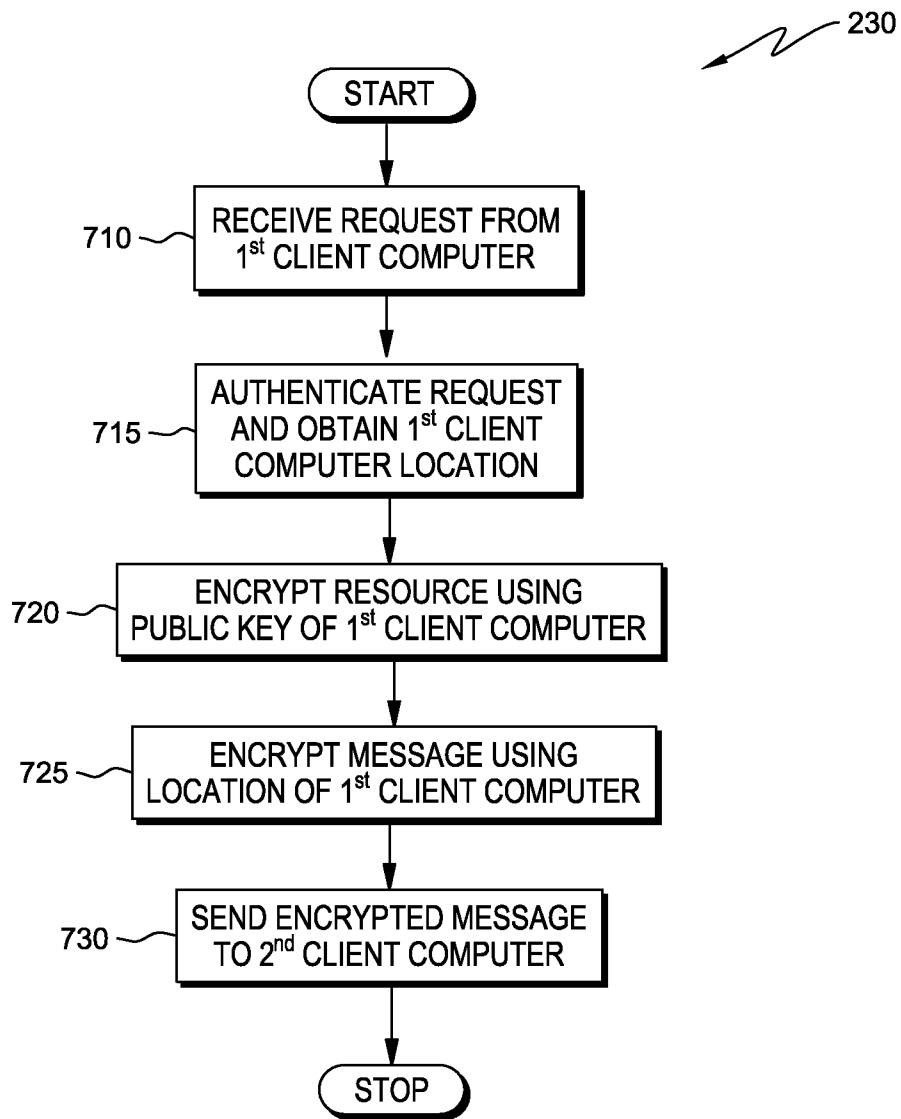 230
START
710
RECEIVE REQUEST FROM
1st CLIENT COMPUTER
715
AUTHENTICATE REQUEST
AND OBTAIN 1st CLIENT
COMPUTER LOCATION
720
ENCRYPT RESOURCE USING
PUBLIC KEY OF 1st CLIENT COMPUTER
725
ENCRYPT MESSAGE USING
LOCATION OF 1st CLIENT COMPUTER
730
SEND ENCRYPTED MESSAGE
TO 2nd CLIENT COMPUTER
STOP